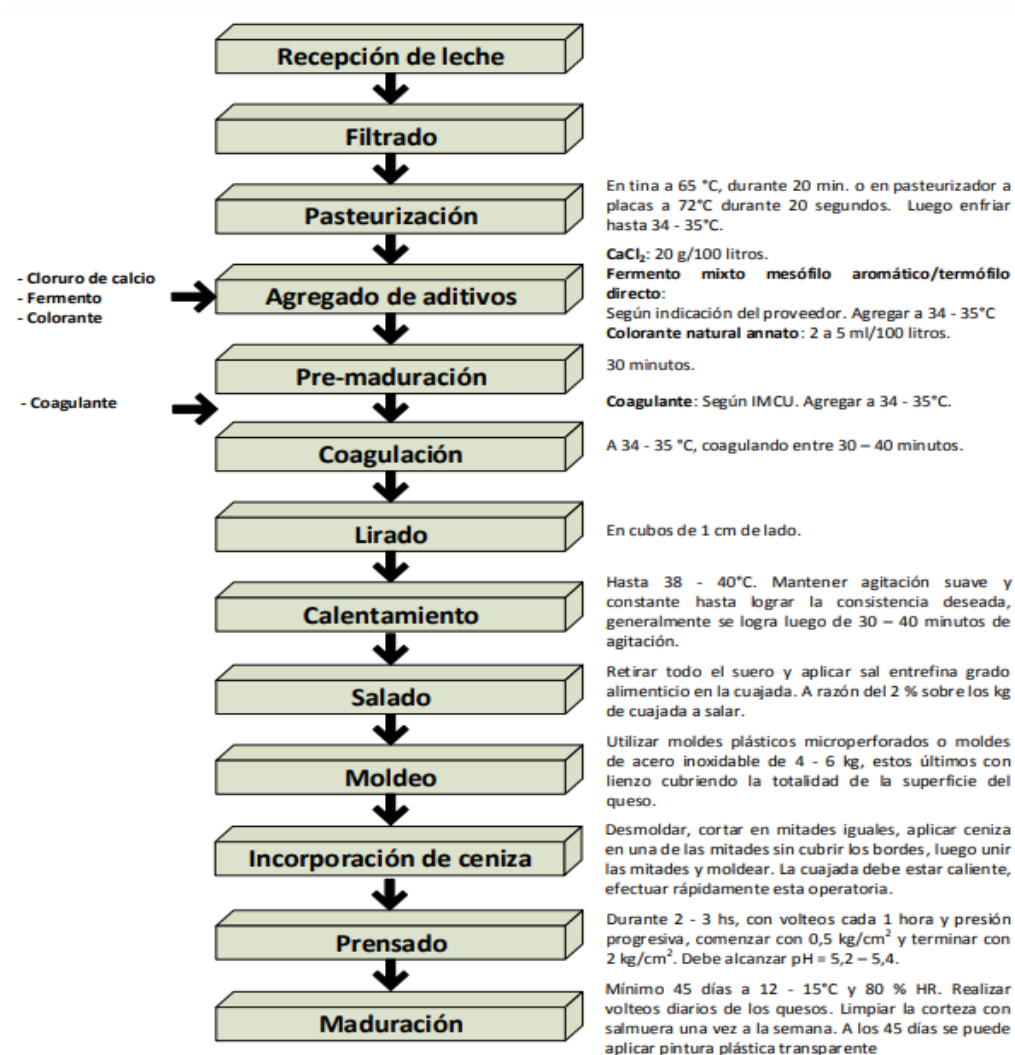 Recepción de leche
Filtrado
Pasteurización
En tina a 65 °C, durante 20 min. o en pasteurizador a
placas a 72°C durante 20 segundos. Luego enfriar
hasta 34 - 35°C.
- Cloruro de calcio
- Fermento
- Colorante
Agregado de aditivos
CaCl₂: 20 g/100 litros.
Fermento mixto mesófilo aromático/termófilo
directo:
Según indicación del proveedor. Agregar a 34 - 35°C
Colorante natural annato: 2 a 5 ml/100 litros.
Pre-maduración
30 minutos.
- Coagulante
Coagulante: Según IMCU. Agregar a 34 - 35°C.
Coagulación
A 34 - 35 °C, coagulando entre 30 – 40 minutos.
Lirado
En cubos de 1 cm de lado.
Calentamiento
Hasta 38 - 40°C. Mantener agitación suave y
constante hasta lograr la consistencia deseada,
generalmente se logra luego de 30 – 40 minutos de
agitación.
Salado
Retirar todo el suero y aplicar sal entrefina grado
alimenticio en la cuajada. A razón del 2 % sobre los kg
de cuajada a salar.
Moldeo
Utilizar moldes plásticos microperforados o moldes
de acero inoxidable de 4 - 6 kg, estos últimos con
lienzo cubriendo la totalidad de la superficie del
queso.
Incorporación de ceniza
Desmoldar, cortar en mitades iguales, aplicar ceniza
en una de las mitades sin cubrir los bordes, luego unir
las mitades y moldear. La cuajada debe estar caliente,
efectuar rápidamente esta operatoria.
Prensado
Durante 2 - 3 hs, con volteos cada 1 hora y presión
progresiva, comenzar con 0,5 kg/cm² y terminar con
2 kg/cm². Debe alcanzar pH = 5,2 – 5,4.
Maduración
Mínimo 45 días a 12 - 15°C y 80 % HR. Realizar
volteos diarios de los quesos. Limpiar la corteza con
salmuera una vez a la semana. A los 45 días se puede
aplicar pintura plástica transparente